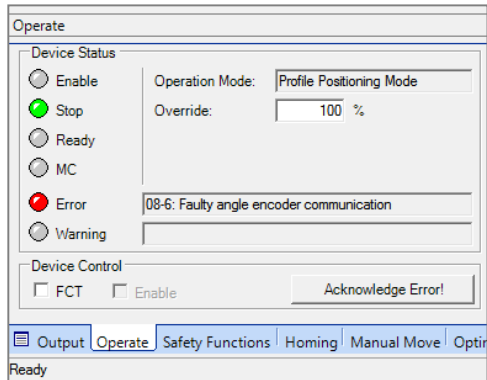 Operate
Device Status
Enable Operation Mode: Profile Positioning Mode
Stop Override: 100 %
Ready
MC
Error 08-6: Faulty angle encoder communication
Warning
Device Control
FCT Enable Acknowledge Error!
Output Operate Safety Functions Homing Manual Move Optim
Ready